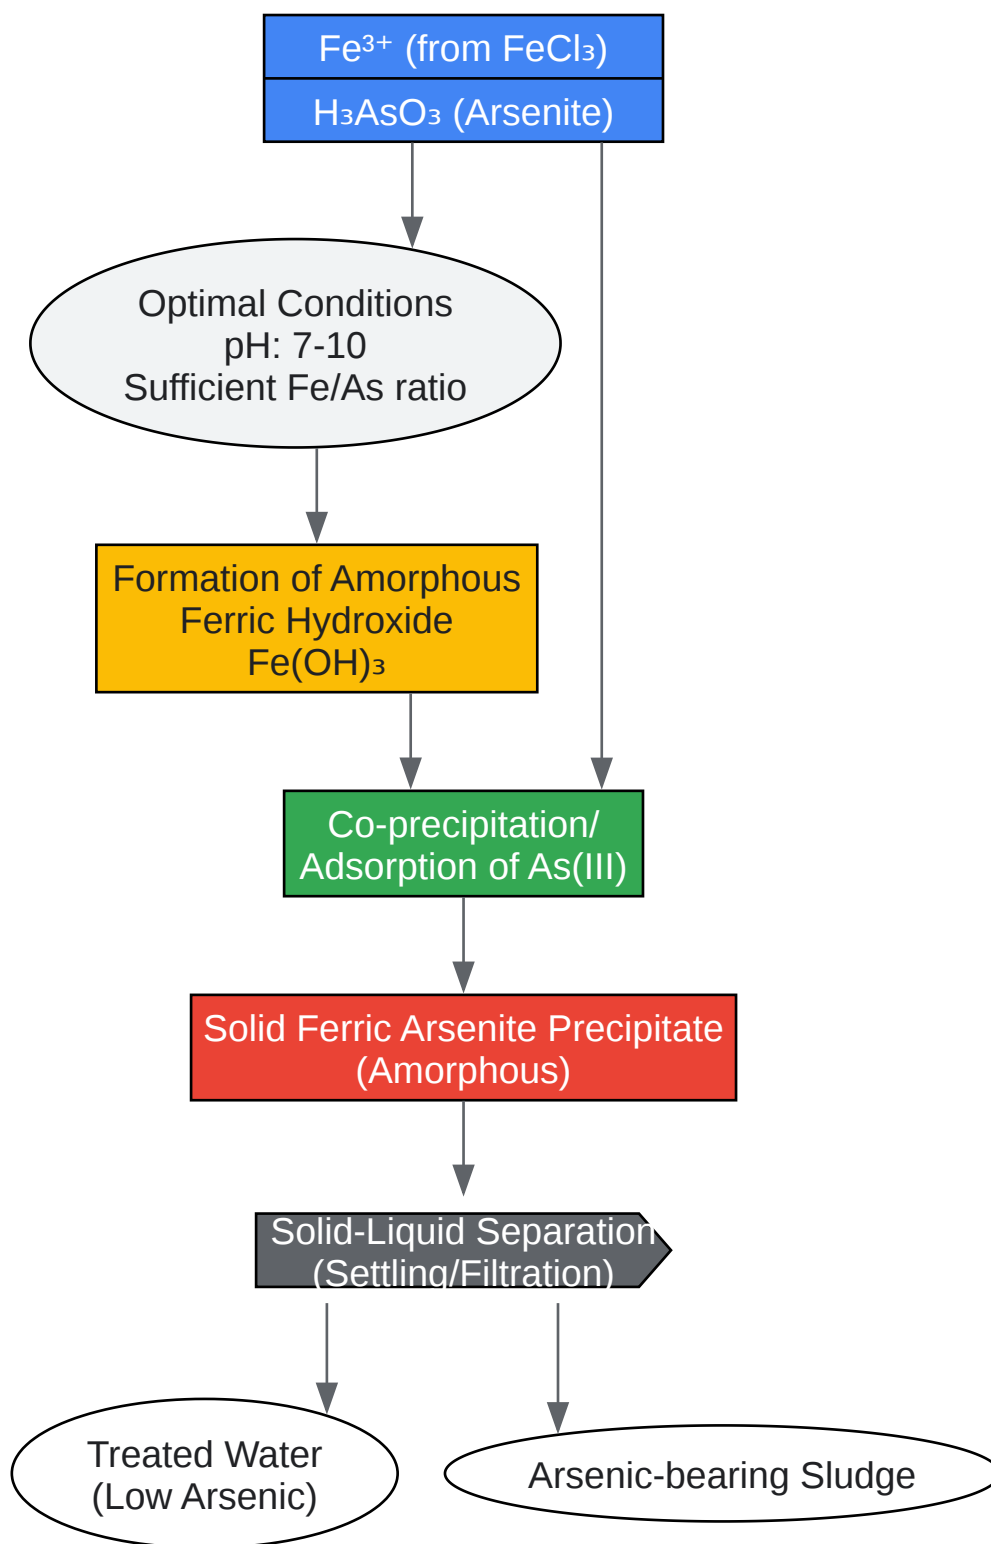 Fe³⁺ (from FeCl₃)
H₃AsO₃ (Arsenite)
Optimal Conditions
pH: 7-10
Sufficient Fe/As ratio
Formation of Amorphous
Ferric Hydroxide
Fe(OH)₃
Co-precipitation/
Adsorption of As(III)
Solid Ferric Arsenite Precipitate
(Amorphous)
Solid-Liquid Separation
(Settling/Filtration)
Treated Water
(Low Arsenic)
Arsenic-bearing Sludge